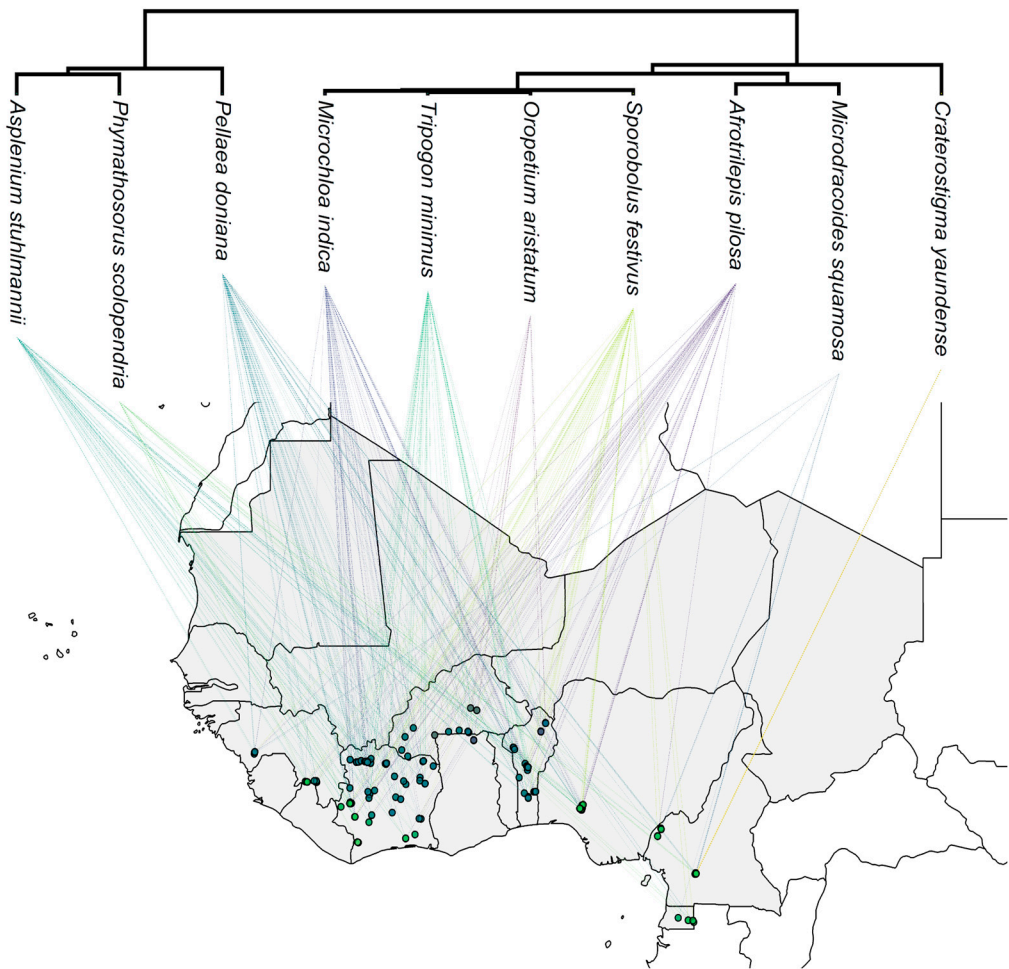 Asplenium stuhlmannii
Phymathosorus scolopendria
Pellaea doniana
Microchloa indica
Tripogon minimus
Oropetium aristatum
Sporobolus festivus
Afrotrilepis pilosa
Microdracoides squamosa
Craterostigma yaundense